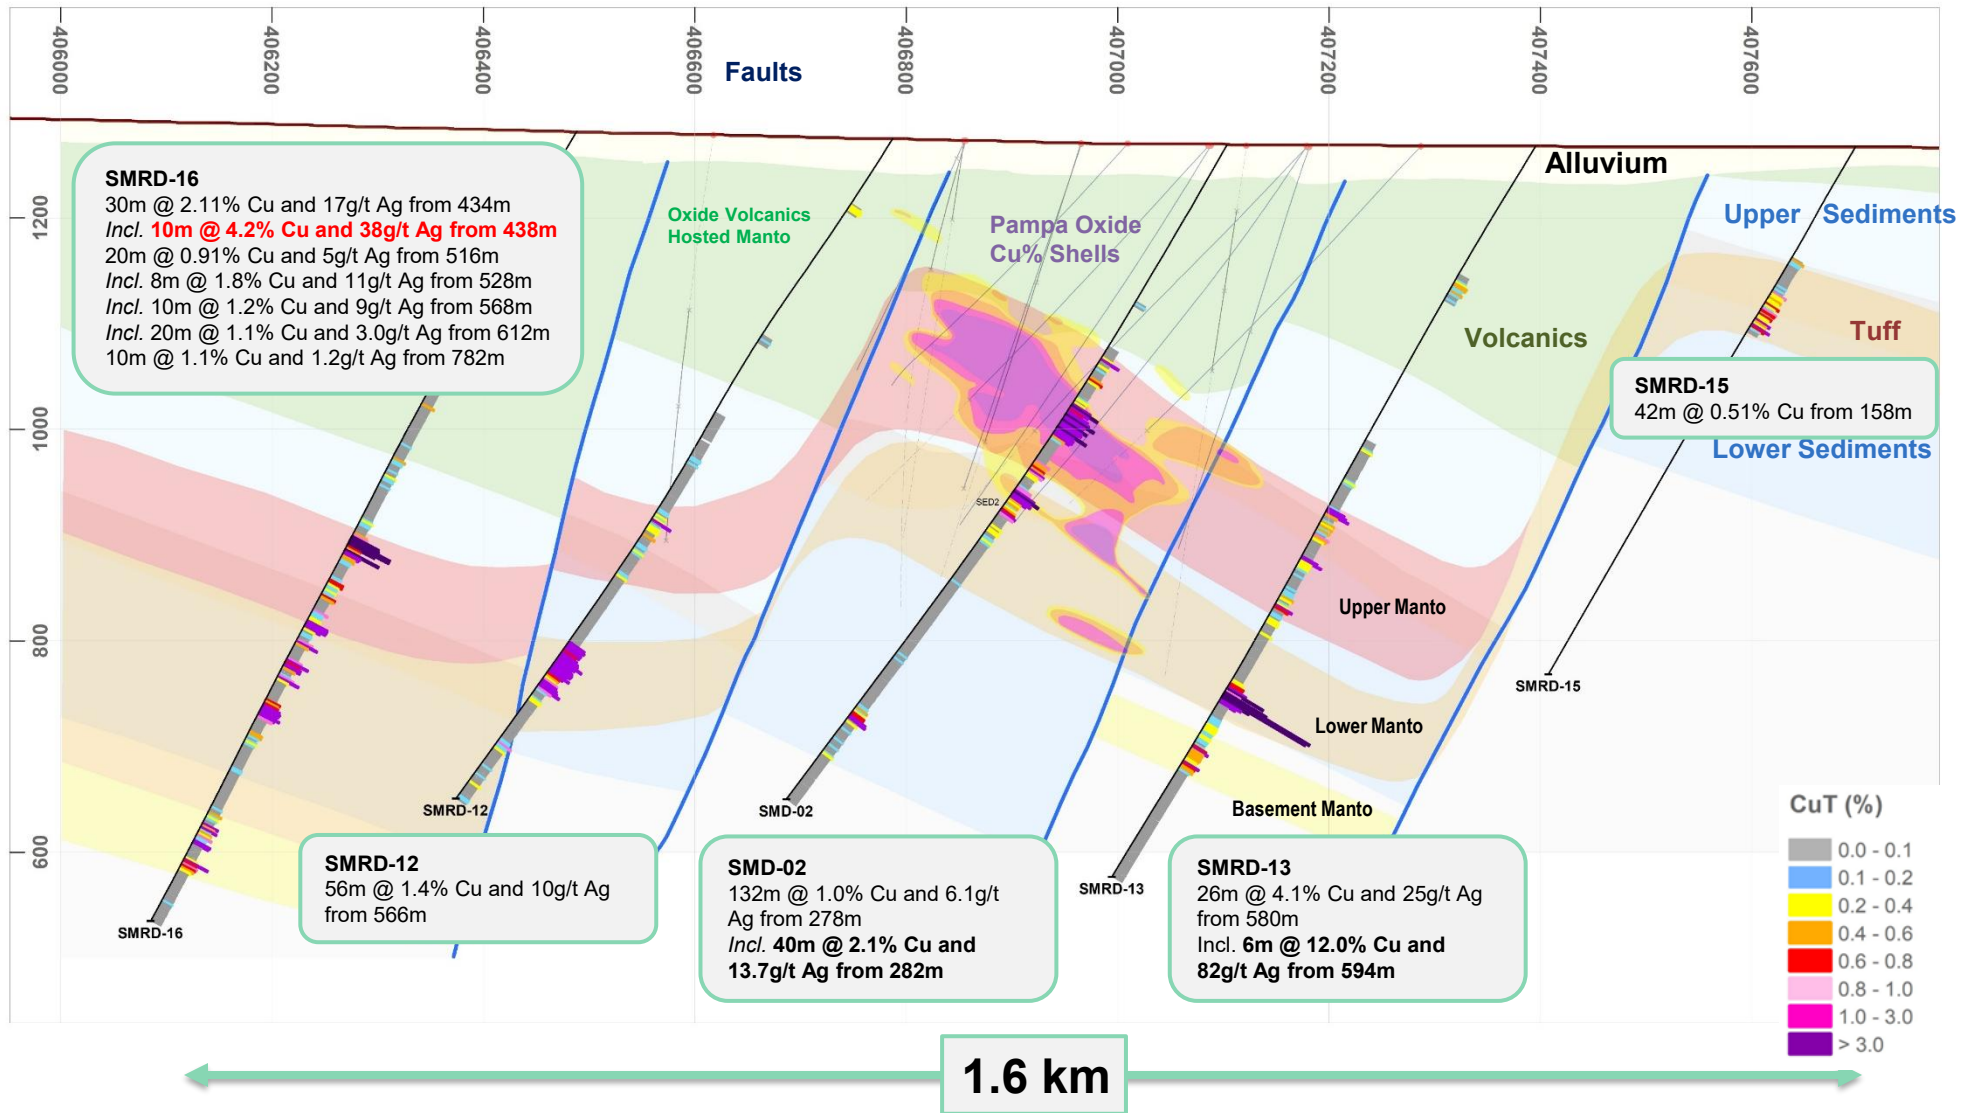 406000
406200
406400
406600
406800
407000
407200
407400
407600
Faults
1200
1000
800
600
SMRD-16
30m @ 2.11% Cu and 17g/t Ag from 434m
Incl. 10m @ 4.2% Cu and 38g/t Ag from 438m
20m @ 0.91% Cu and 5g/t Ag from 516m
Incl. 8m @ 1.8% Cu and 11g/t Ag from 528m
Incl. 10m @ 1.2% Cu and 9g/t Ag from 568m
Incl. 20m @ 1.1% Cu and 3.0g/t Ag from 612m
10m @ 1.1% Cu and 1.2g/t Ag from 782m
Oxide Volcanics
Hosted Manto
Pampa Oxide
Cu% Shells
Alluvium
Upper Sediments
Volcanics
Tuff
SMRD-15
42m @ 0.51% Cu from 158m
Lower Sediments
SED2
Upper Manto
SMRD-15
Lower Manto
Basement Manto
SMRD-12
SMD-02
SMRD-13
SMRD-16
SMRD-12
56m @ 1.4% Cu and 10g/t Ag
from 566m
SMD-02
132m @ 1.0% Cu and 6.1g/t
Ag from 278m
Incl. 40m @ 2.1% Cu and
13.7g/t Ag from 282m
SMRD-13
26m @ 4.1% Cu and 25g/t Ag
from 580m
Incl. 6m @ 12.0% Cu and
82g/t Ag from 594m
CuT (%)
0.0 - 0.1
0.1 - 0.2
0.2 - 0.4
0.4 - 0.6
0.6 - 0.8
0.8 - 1.0
1.0 - 3.0
> 3.0
1.6 km